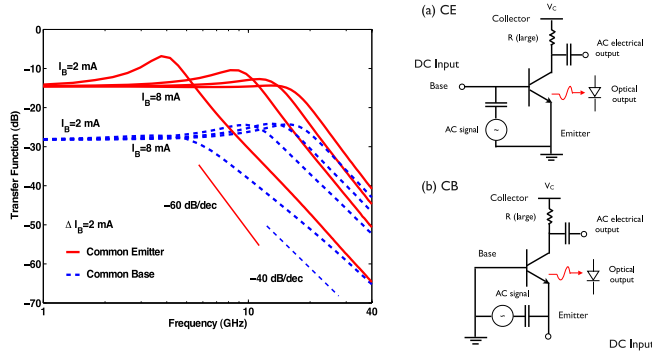 0
−10
−20
−30
−40
−50
−60
−70
Transfer Function (dB)
I_B=2 mA
I_B=8 mA
I_B=2 mA
I_B=8 mA
−60 dB/dec
−40 dB/dec
Δ I_B=2 mA
Common Emitter
Common Base
1
10
40
Frequency (GHz)
(a) CE
V_C
Collector
R (large)
AC electrical
output
DC Input
Base
Optical
output
AC signal
~
Emitter
(b) CB
V_C
Collector
R (large)
AC electrical
output
Base
Optical
output
AC signal
~
Emitter
DC Input